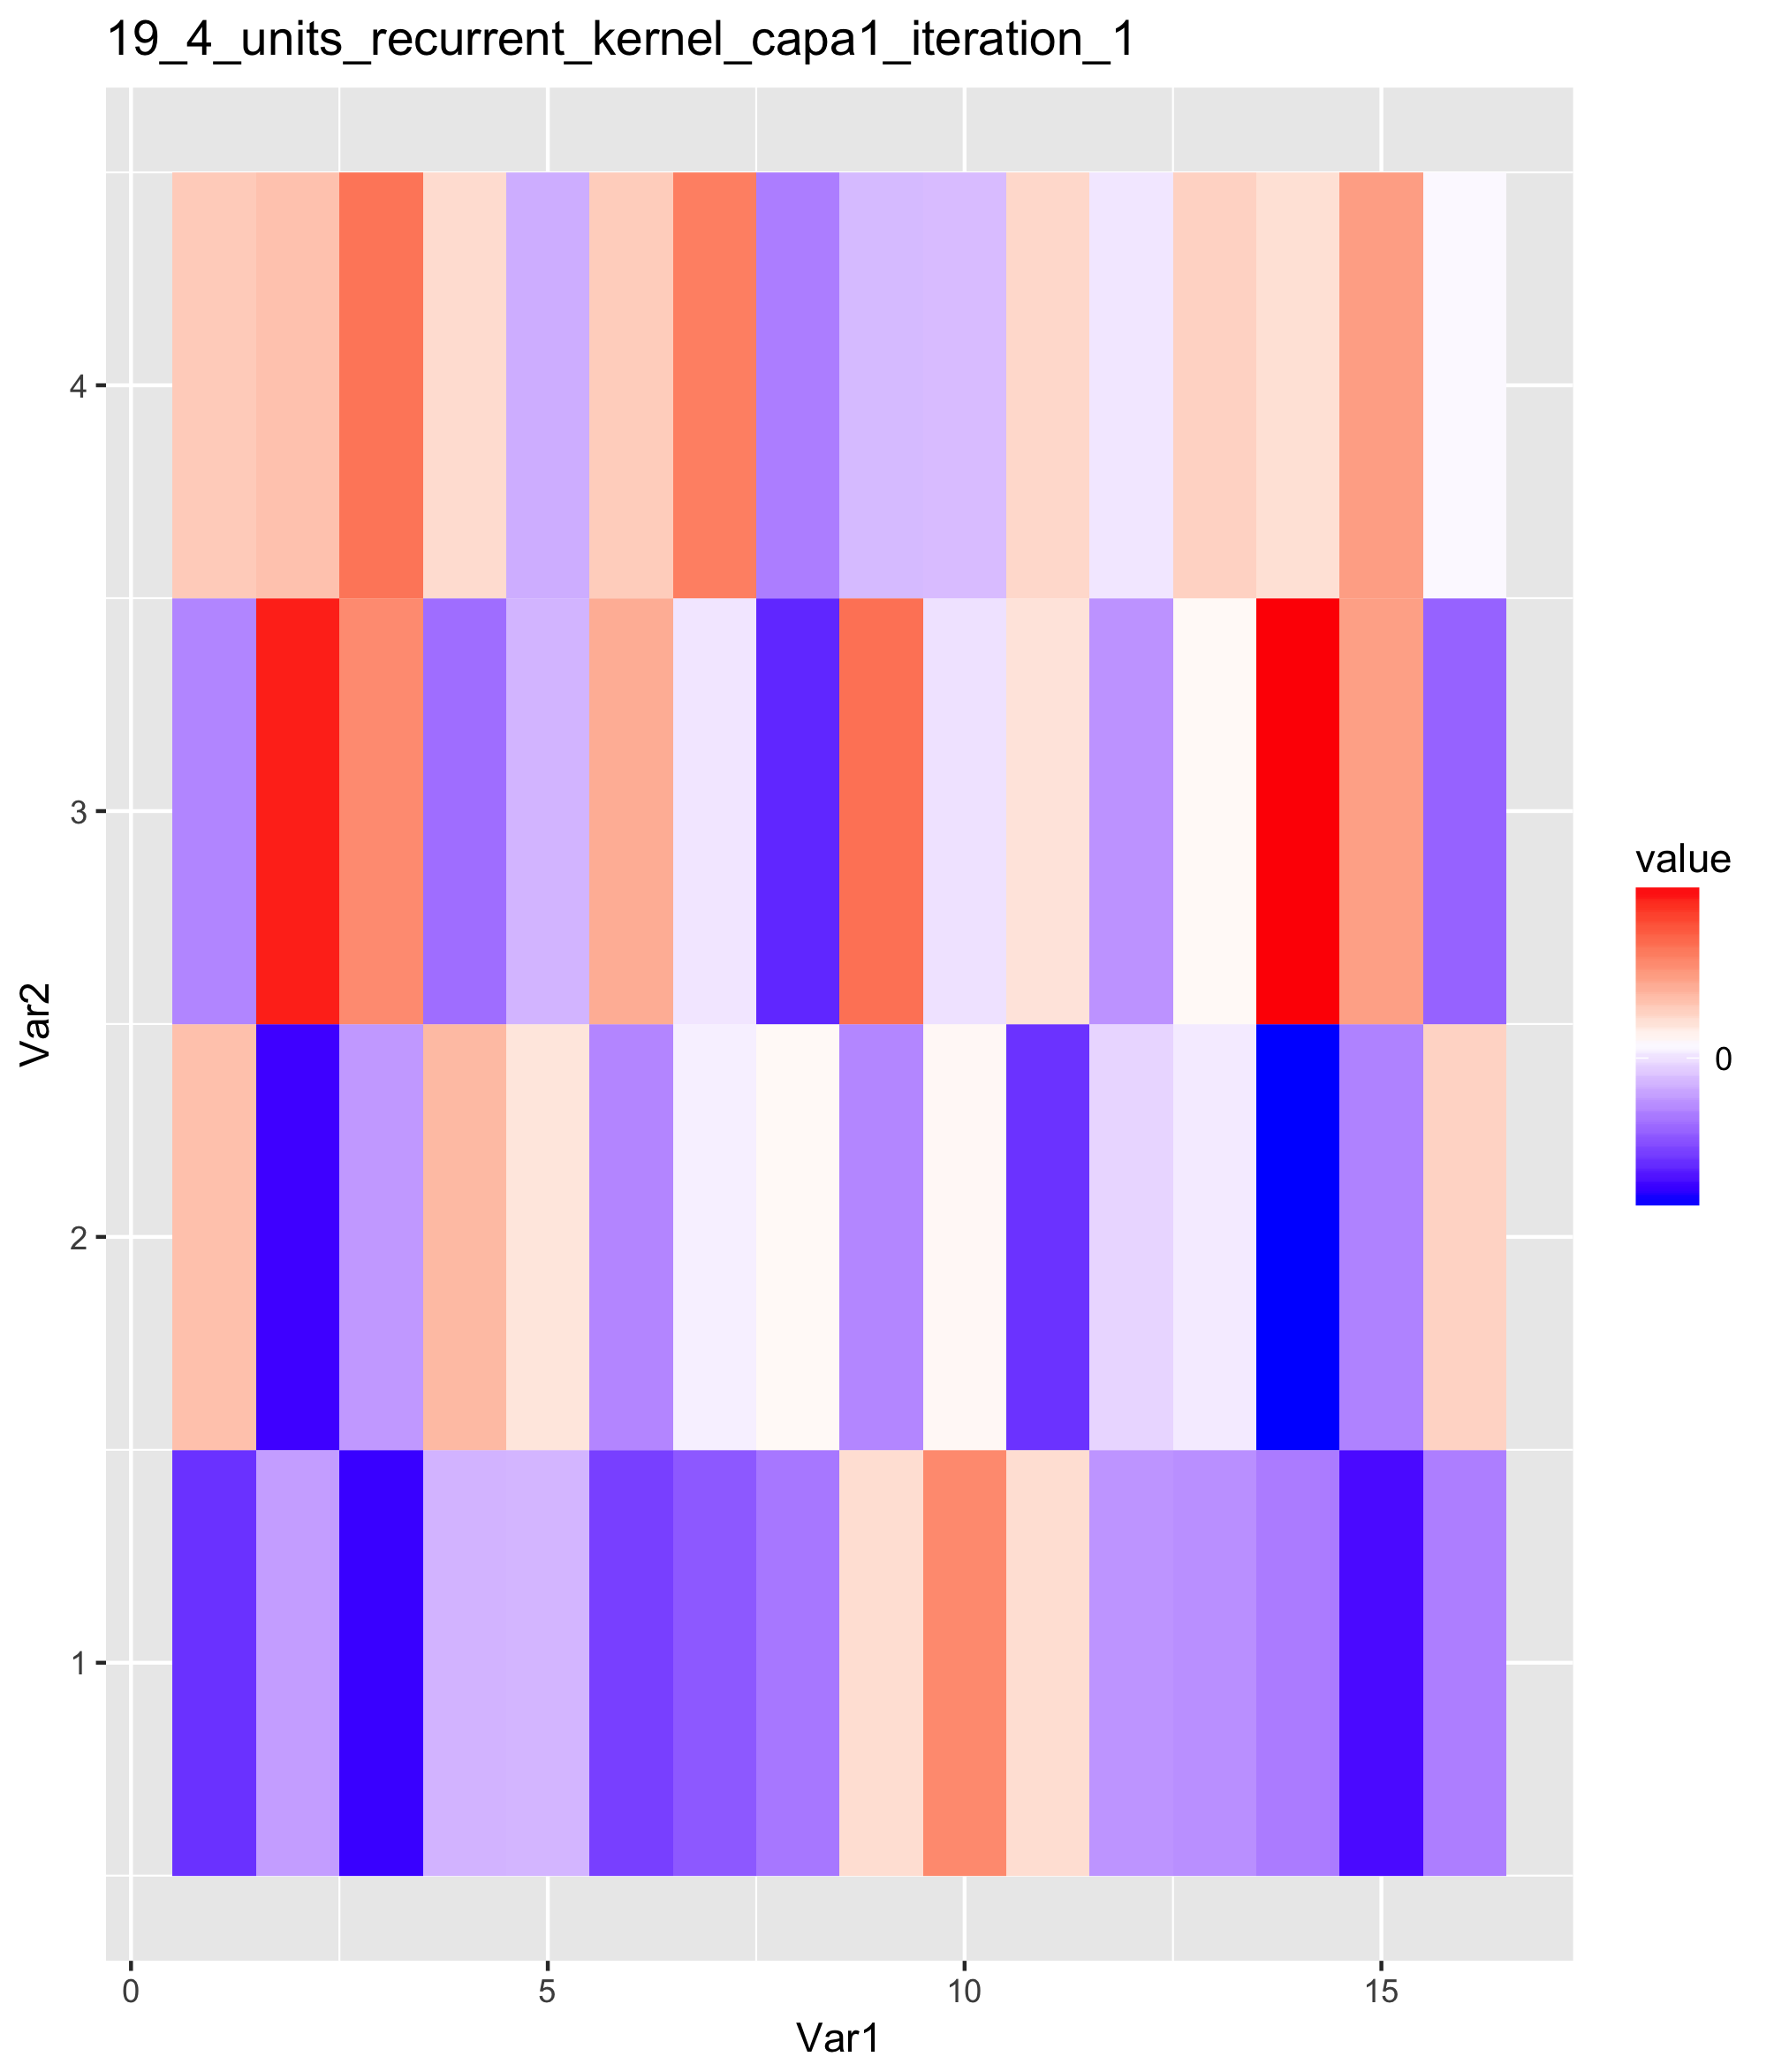 19_4_units_recurrent_kernel_capa1_iteration_1
4
3
2
1
Var2
0
5
10
15
Var1
value
0